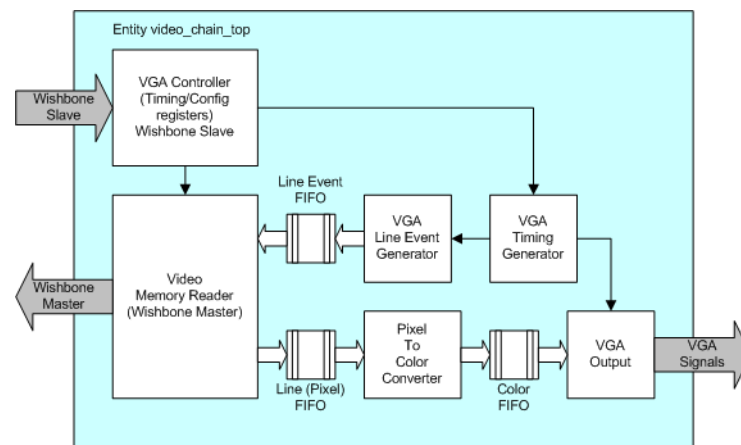 Entity video_chain_top
VGA Controller
(Timing/Config
registers)
Wishbone Slave
Wishbone
Slave
Line Event
FIFO
VGA
Line Event
Generator
VGA
Timing
Generator
Video
Memory Reader
(Wishbone Master)
Wishbone
Master
Line (Pixel)
FIFO
Pixel
To
Color
Converter
Color
FIFO
VGA
Output
VGA
Signals